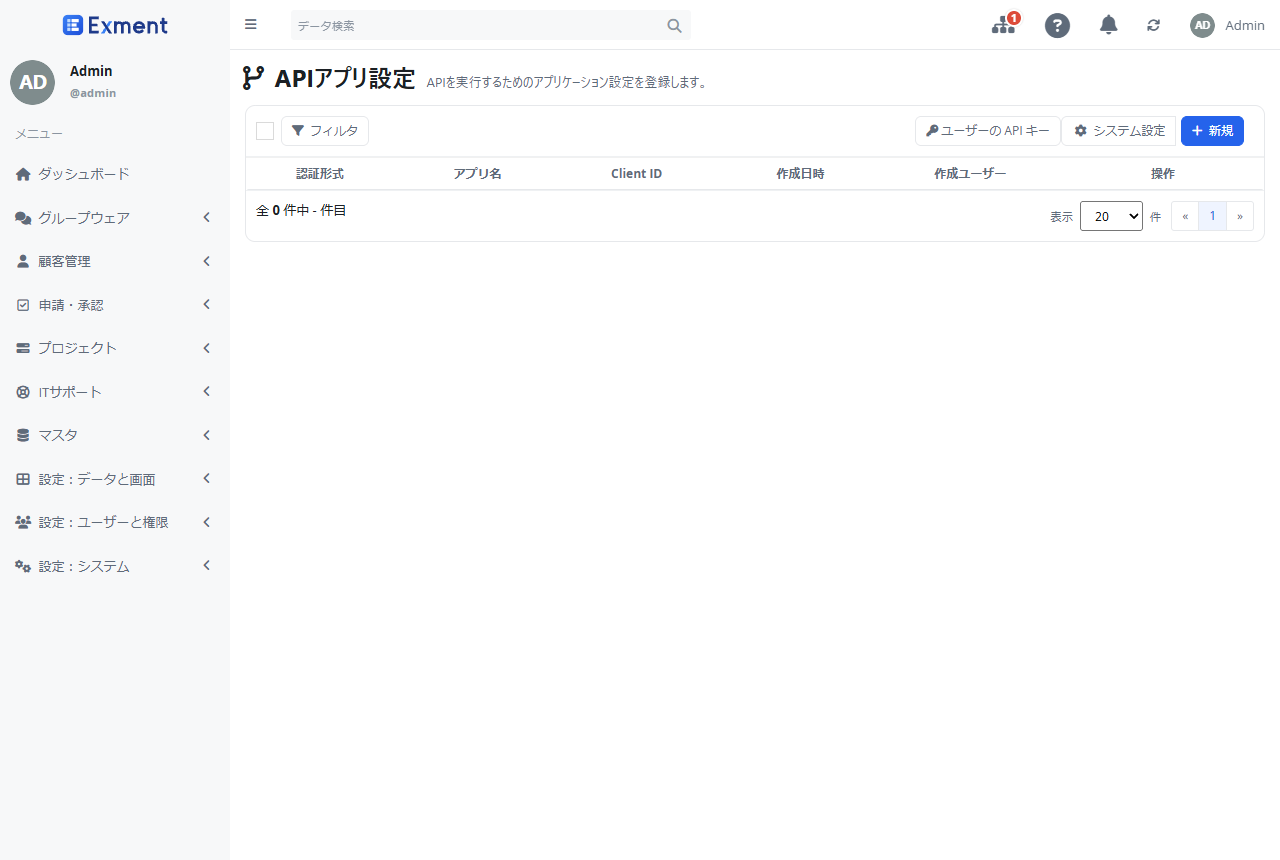 Exment
データ検索
1
?
AD
Admin
AD
Admin
@admin
メニュー
ダッシュボード
グループウェア
顧客管理
申請・承認
プロジェクト
ITサポート
マスタ
設定：データと画面
設定：ユーザーと権限
設定：システム
APIアプリ設定 APIを実行するためのアプリケーション設定を登録します。
フィルタ
ユーザーの API キー
システム設定
新規
認証形式 アプリ名 Client ID 作成日時 作成ユーザー 操作
全 0 件中 - 件目
表示 20 件 « 1 »